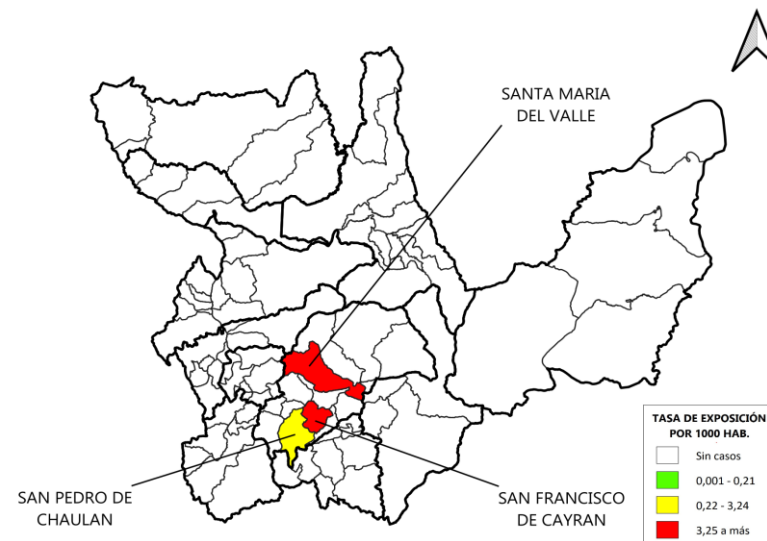 SANTA MARIA
DEL VALLE
SAN PEDRO DE
CHAULAN
SAN FRANCISCO
DE CAYRAN
TASA DE EXPOSICIÓN
POR 1000 HAB.
Sin casos
0,001 - 0,21
0,22 - 3,24
3,25 a más